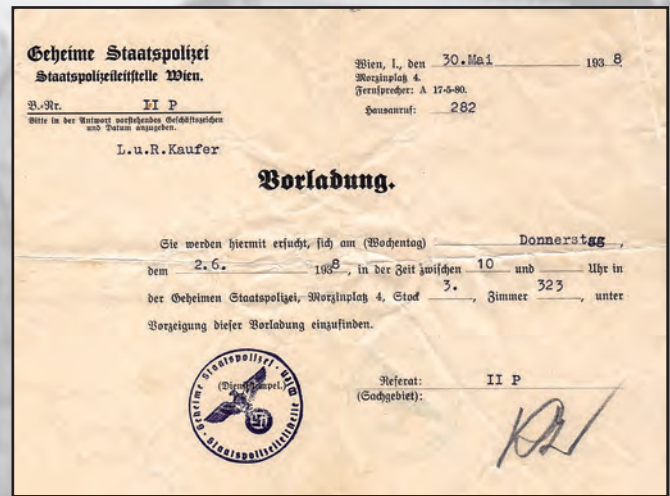 Geheime Staatspolizei
Staatspolizeileitstelle Wien.
B.-Nr. II P
Bitte in der Antwort vorstehendes Geschäftszeichen
und Datum anzugeben.
L.u.R.Kaufer
Wien, I., den 30.Mai 1938
Morzinplatz 4.
Fernsprecher: A 17-5-80.
Hausanruf: 282
Vorladung.
Sie werden hiermit ersucht, sich am (Wochentag) Donnerstgg,
dem 2.6. 1938, in der Zeit zwischen 10 und Uhr in
der Geheimen Staatspolizei, Morzinplatz 4, Stock 3., Zimmer 323, unter
Vorzeigung dieser Vorladung einzufinden.
Geheime Staatspolizei
(Dienststempel.)
Staatspolizeileitstelle Wien
Referat: II P
(Sachgebiet):